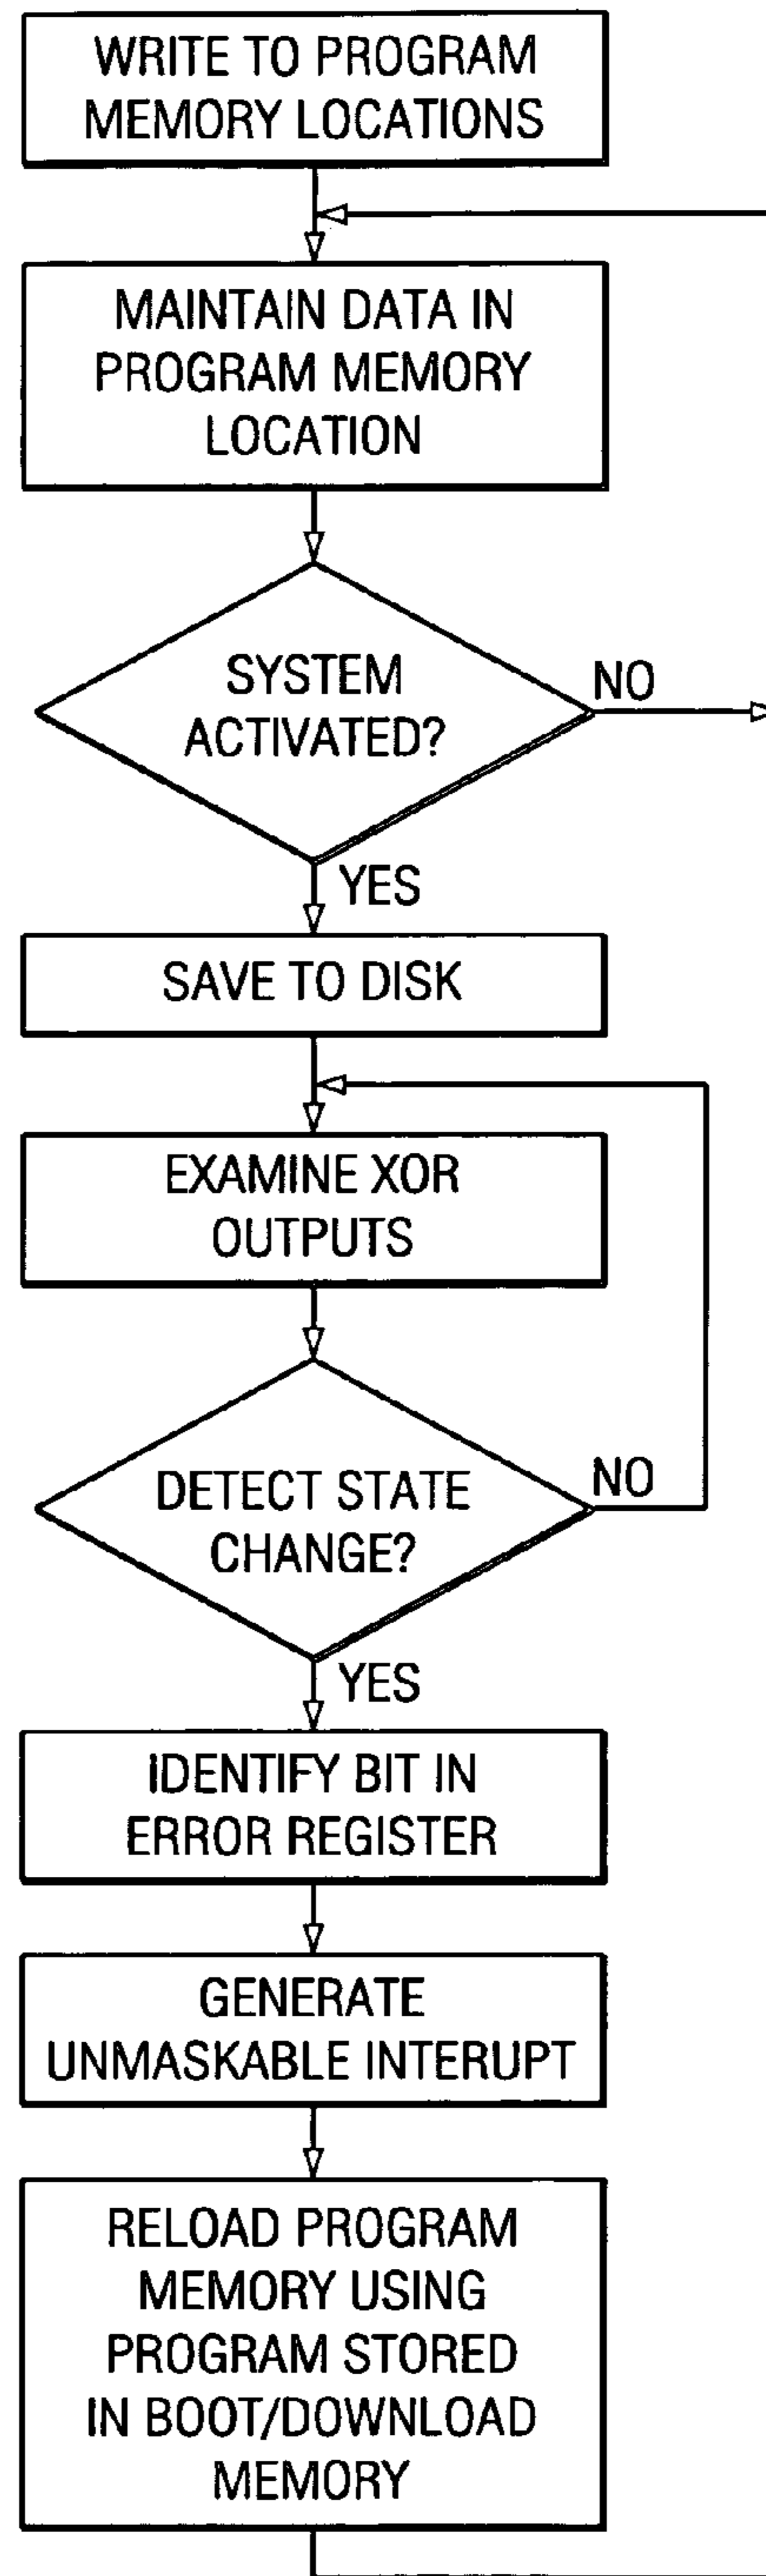 WRITE TO PROGRAM
MEMORY LOCATIONS
MAINTAIN DATA IN
PROGRAM MEMORY
LOCATION
SYSTEM
ACTIVATED?
NO
YES
SAVE TO DISK
EXAMINE XOR
OUTPUTS
DETECT STATE
CHANGE?
NO
YES
IDENTIFY BIT IN
ERROR REGISTER
GENERATE
UNMASKABLE INTERUPT
RELOAD PROGRAM
MEMORY USING
PROGRAM STORED
IN BOOT/DOWNLOAD
MEMORY